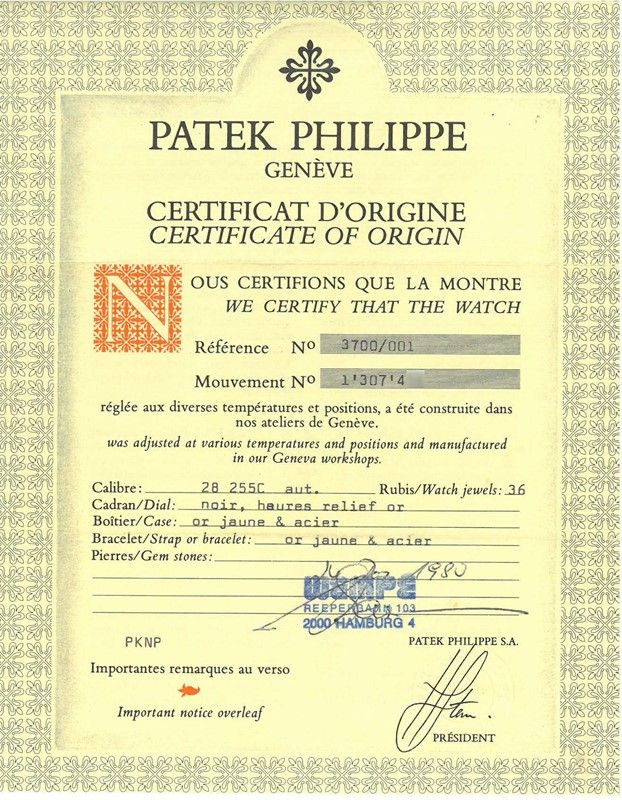 PATEK PHILIPPE
GENÈVE
CERTIFICAT D'ORIGINE
CERTIFICATE OF ORIGIN
NOUS CERTIFIONS QUE LA MONTRE
WE CERTIFY THAT THE WATCH
Référence Nº 3700/001
Mouvement Nº 1'307'4
réglée aux diverses températures et positions, a été construite dans
nos ateliers de Genève.
was adjusted at various temperatures and positions and manufactured
in our Geneva workshops.
Calibre: 28 255C aut. Rubis/Watch jewels: 36
Cadran/Dial: noir, heures relief or
Boîtier/Case: or jaune & acier
Bracelet/Strap or bracelet: or jaune & acier
Pierres/Gem stones:
1980
WEMPE
REEPERBAHN 103
2000 HAMBURG 4
PKNP
PATEK PHILIPPE S.A.
Importantes remarques au verso
Important notice overleaf
PRÉSIDENT